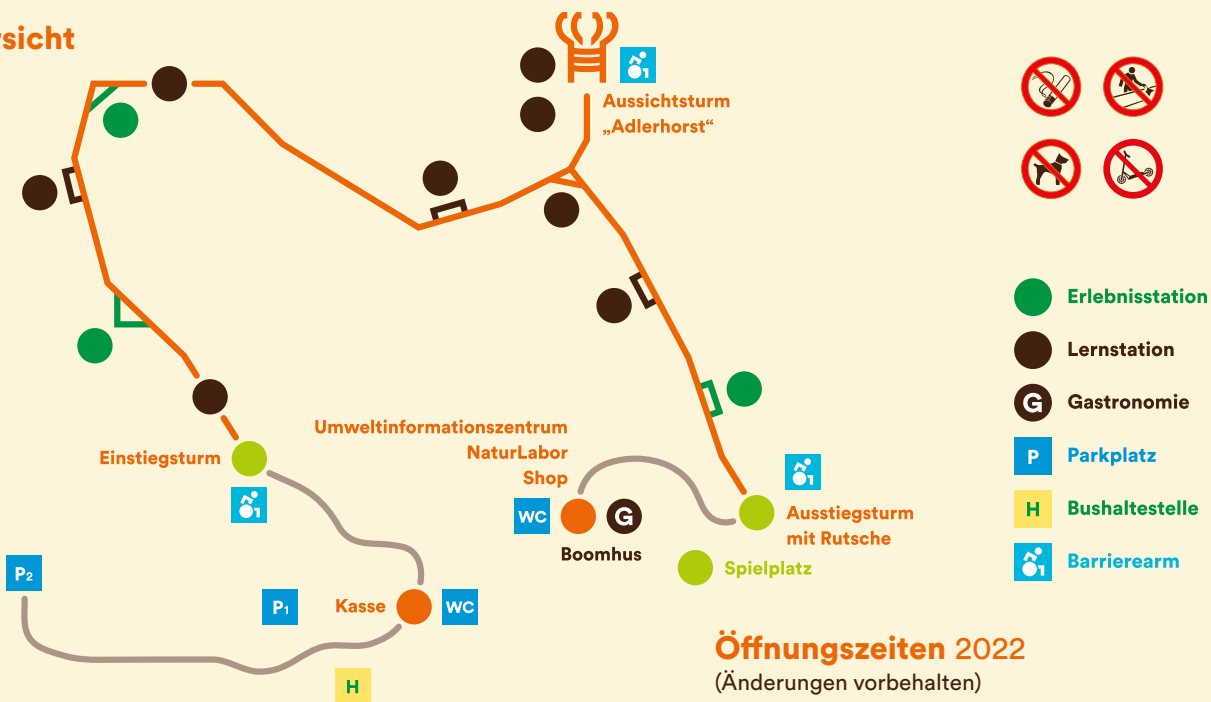 rsicht
Aussichtsturm
„Adlerhorst“
Erlebnisstation
Lernstation
G Gastronomie
P Parkplatz
H Bushaltestelle
Barrierearm
Umweltinformationszentrum
NaturLabor
Shop
Einstiegsturm
WC
G
Boomhus
Ausstiegsturm
mit Rutsche
Spielplatz
P2
P1
Kasse
WC
H
Öffnungszeiten 2022
(Änderungen vorbehalten)